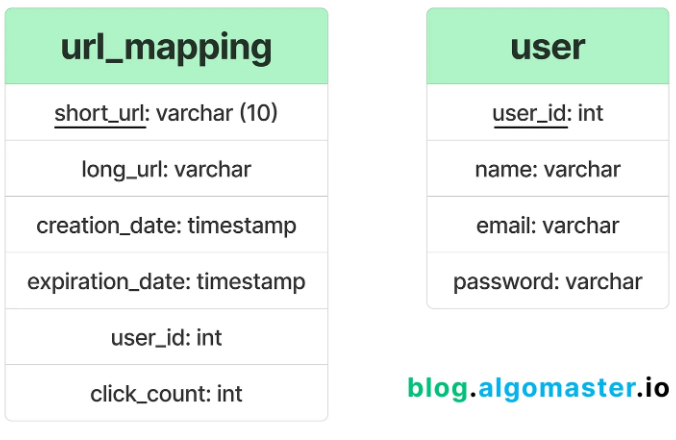 url_mapping
short_url: varchar (10)
long_url: varchar
creation_date: timestamp
expiration_date: timestamp
user_id: int
click_count: int
user
user_id: int
name: varchar
email: varchar
password: varchar
blog.algomaster.io